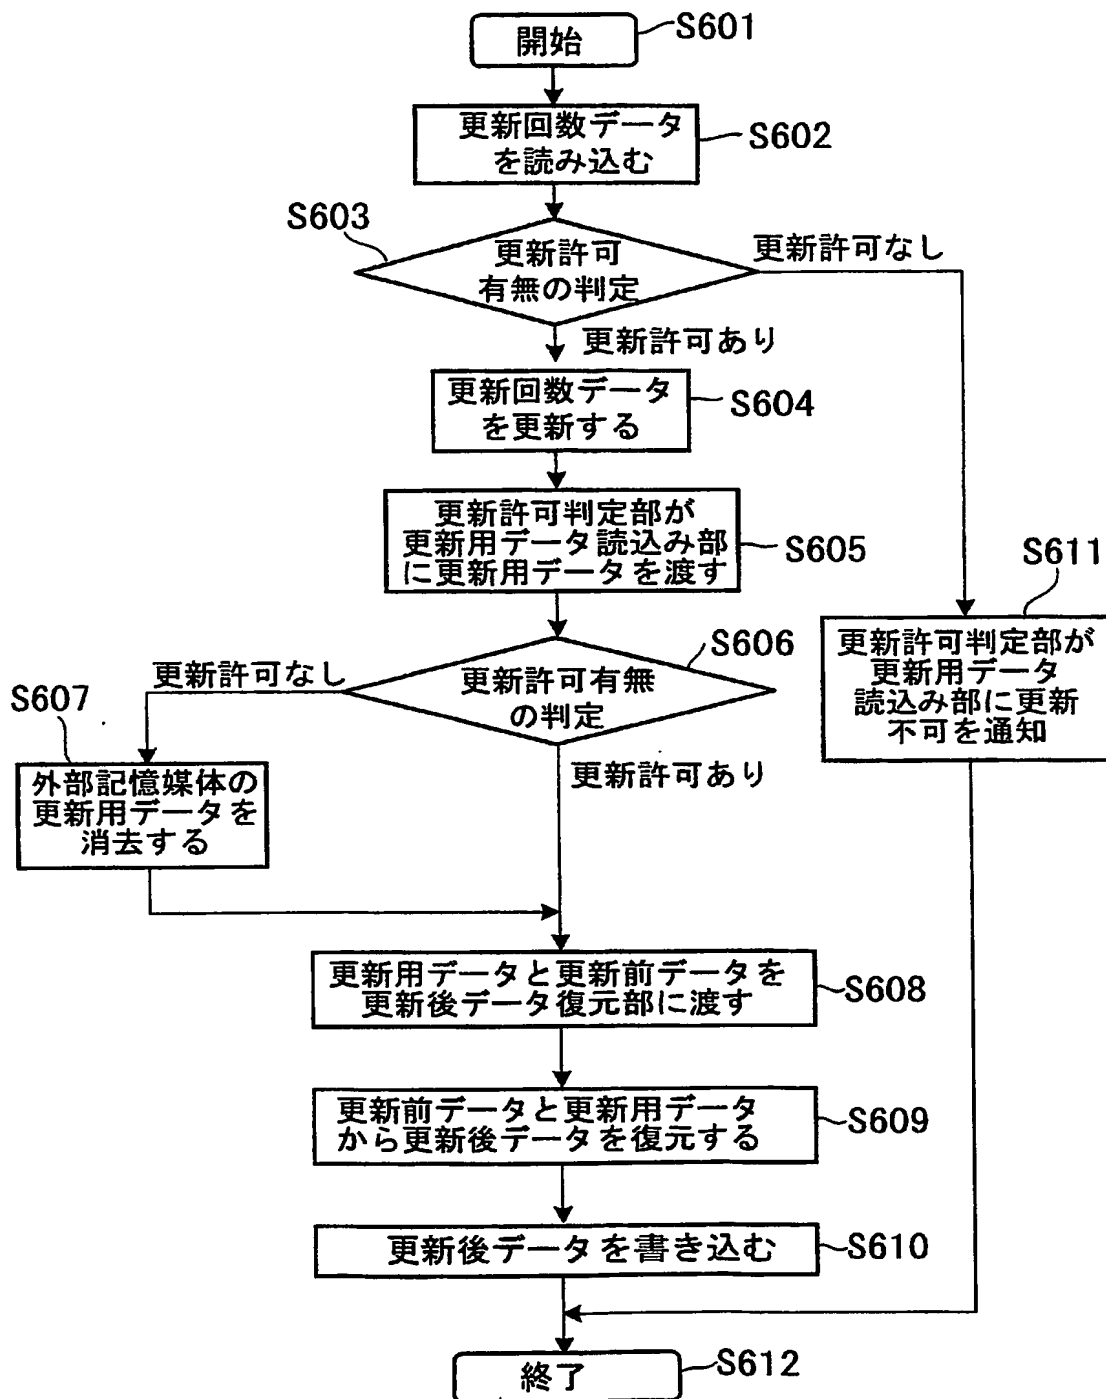 開始
S601
更新回数データ
を読み込む
S602
S603
更新許可
有無の判定
更新許可なし
更新許可あり
更新回数データ
を更新する
S604
更新許可判定部が
更新用データ読込み部
に更新用データを渡す
S605
S611
更新許可判定部が
更新用データ
読込み部に更新
不可を通知
S606
更新許可有無
の判定
更新許可なし
S607
外部記憶媒体の
更新用データを
消去する
更新許可あり
更新用データと更新前データを
更新後データ復元部に渡す
S608
更新前データと更新用データ
から更新後データを復元する
S609
更新後データを書き込む
S610
終了
S612